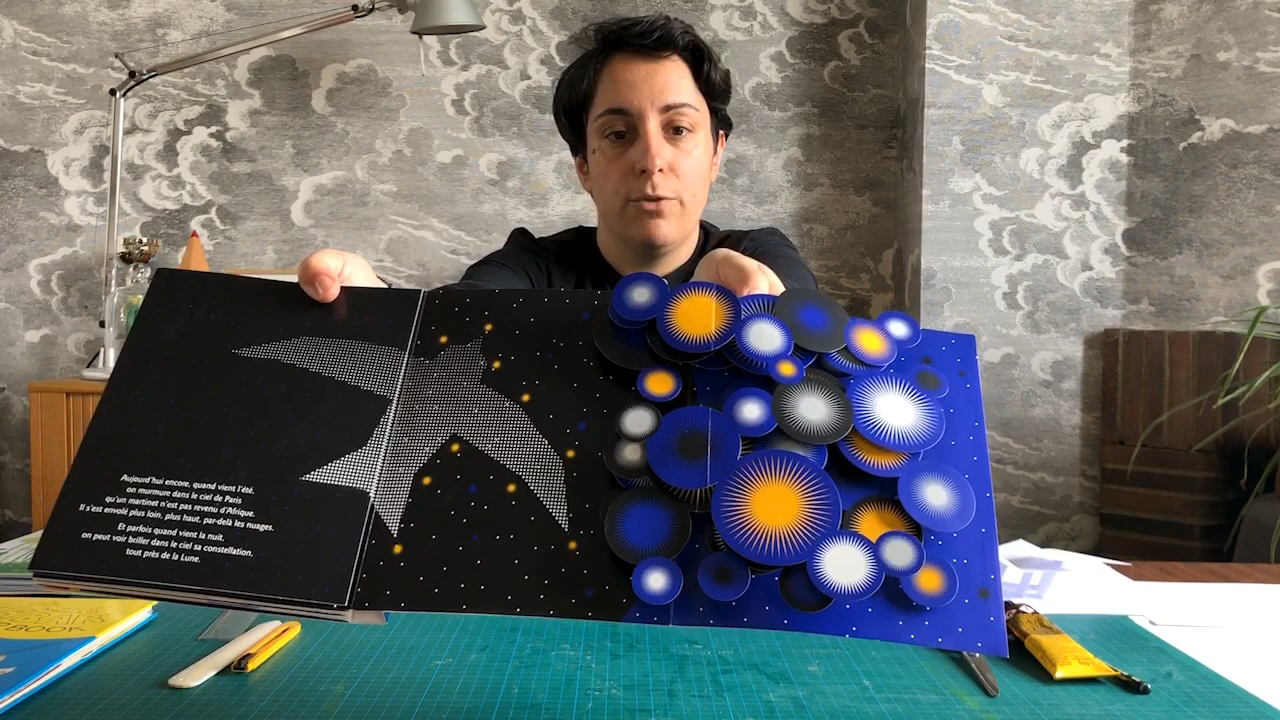 Aujourd'hui encore, quand vient l'été,
on murmure dans le ciel de Paris
qu'un martinet n'est pas revenu d'Afrique.
Il s'est envolé plus loin, plus haut, par-delà les nuages.
Et parfois quand vient la nuit,
on peut voir briller dans le ciel sa constellation,
tout près de la Lune.